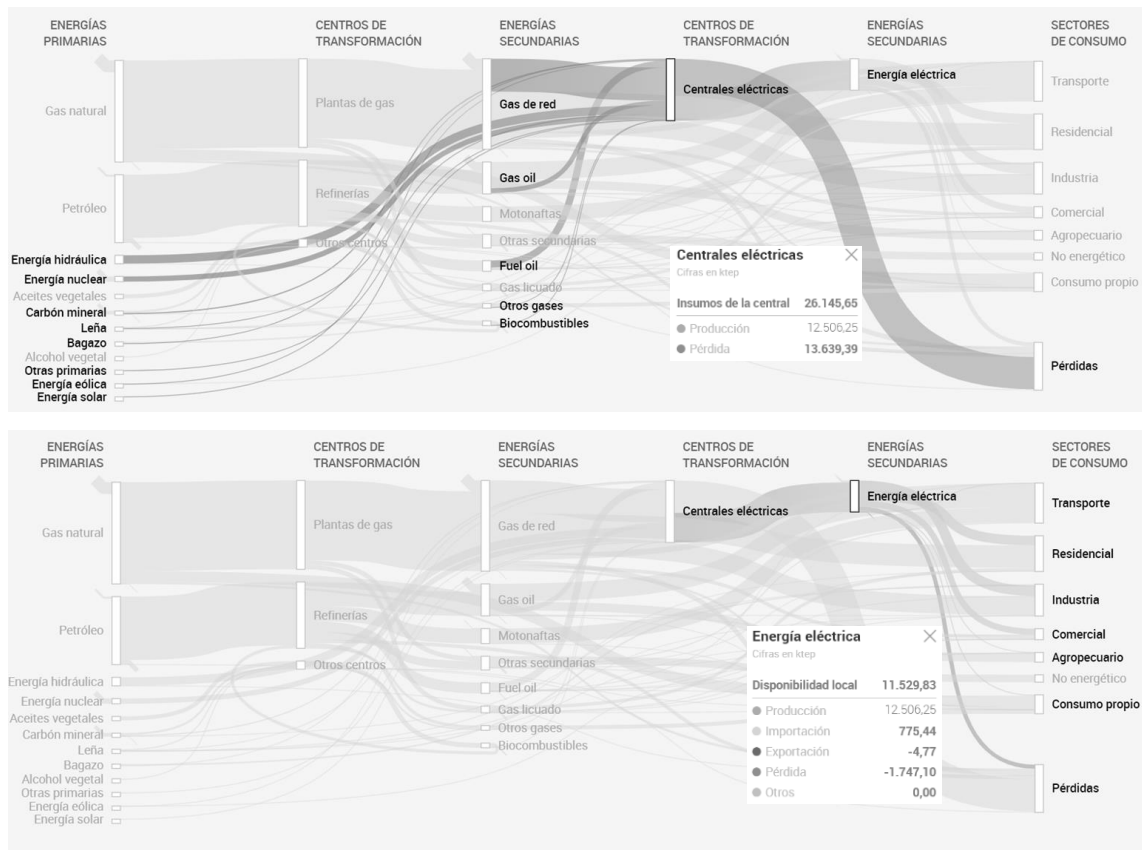 ENERGÍAS
PRIMARIAS
CENTROS DE
TRANSFORMACIÓN
ENERGÍAS
SECUNDARIAS
CENTROS DE
TRANSFORMACIÓN
ENERGÍAS
SECUNDARIAS
SECTORES
DE CONSUMO
Gas natural
Petróleo
Energía hidráulica
Energía nuclear
Aceites vegetales
Carbón mineral
Leña
Bagazo
Alcohol vegetal
Otras primarias
Energía eólica
Energía solar
Plantas de gas
Refinerías
Otros centros
Gas de red
Gas oil
Motonaftas
Otras secundarias
Fuel oil
Gas licuado
Otros gases
Biocombustibles
Centrales eléctricas
Energía eléctrica
Transporte
Residencial
Industria
Comercial
Agropecuario
No energético
Consumo propio
Pérdidas
Centrales eléctricas
Cifras en ktep
Insumos de la central 26.145,65
Producción 12.506,25
Pérdida 13.639,39
ENERGÍAS
PRIMARIAS
CENTROS DE
TRANSFORMACIÓN
ENERGÍAS
SECUNDARIAS
CENTROS DE
TRANSFORMACIÓN
ENERGÍAS
SECUNDARIAS
SECTORES
DE CONSUMO
Gas natural
Petróleo
Energía hidráulica
Energía nuclear
Aceites vegetales
Carbón mineral
Leña
Bagazo
Alcohol vegetal
Otras primarias
Energía eólica
Energía solar
Plantas de gas
Refinerías
Otros centros
Gas de red
Gas oil
Motonaftas
Otras secundarias
Fuel oil
Gas licuado
Otros gases
Biocombustibles
Centrales eléctricas
Energía eléctrica
Transporte
Residencial
Industria
Comercial
Agropecuario
No energético
Consumo propio
Pérdidas
Energía eléctrica
Cifras en ktep
Disponibilidad local 11.529,83
Producción 12.506,25
Importación 775,44
Exportación -4,77
Pérdida -1.747,10
Otros 0,00